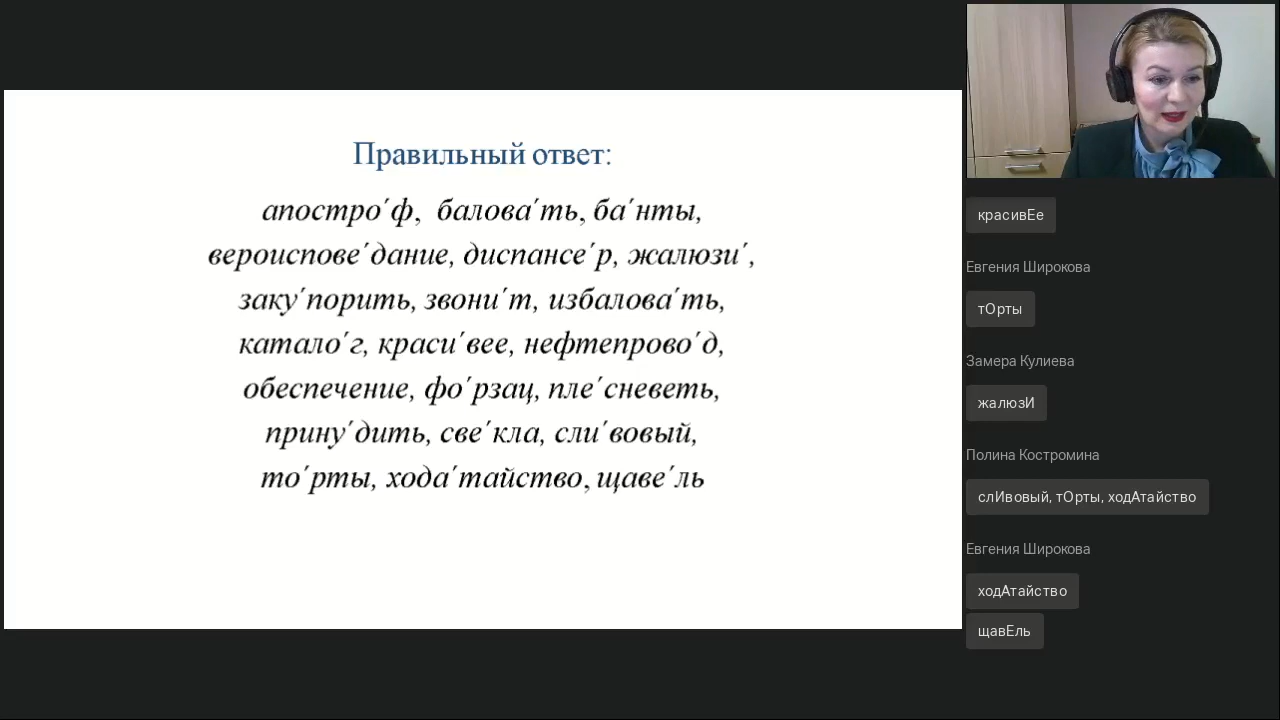 Правильный ответ:
апостро´ф, балова´ть, ба´нты,
вероиспове´дание, диспансе´р, жалюзи´,
заку´порить, звони´т, избалова´ть,
катало´г, краси´вее, нефтепрово´д,
обеспечение, фо´рзац, пле´сневеть,
прину´дить, све´кла, сли´вовый,
то´рты, хода´тайство, щаве´ль
красивЕе
Евгения Широкова
тОрты
Замера Кулиева
жалюзИ
Полина Костромина
слИвовый, тОрты, ходАтайство
Евгения Широкова
ходАтайство
щавЕль